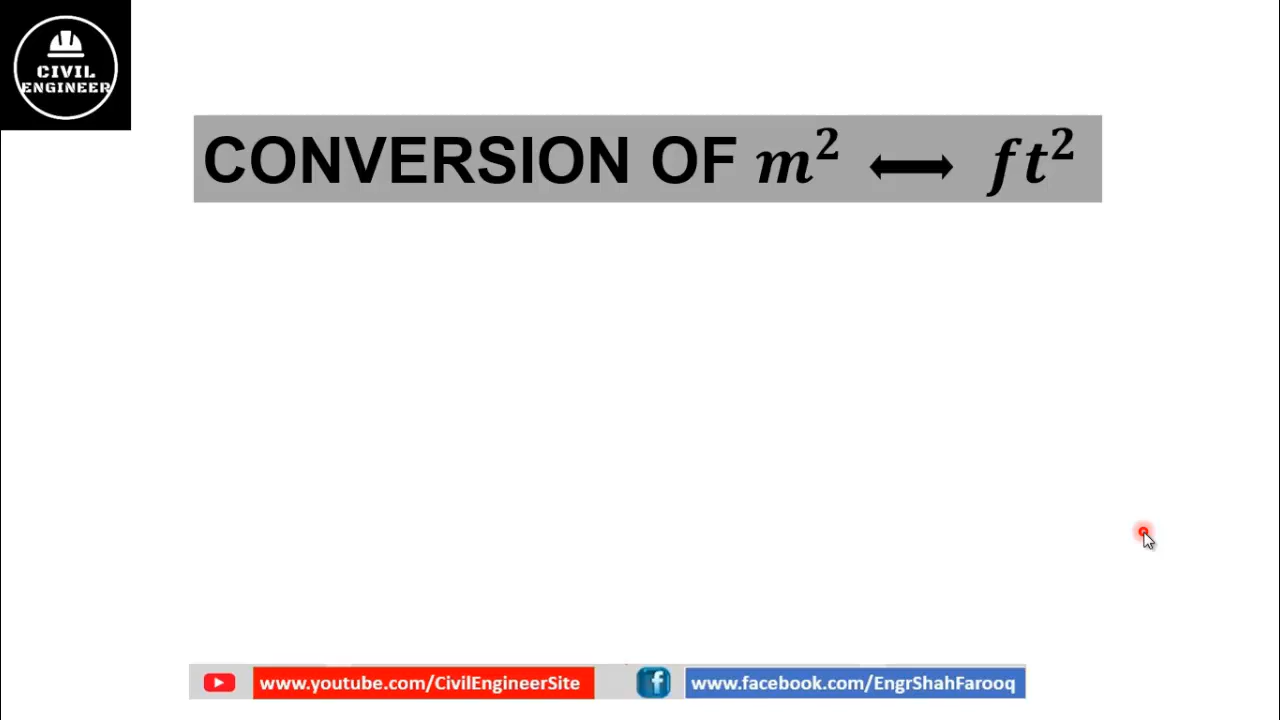 CIVIL
ENGINEER
CONVERSION OF m² ⟷ ft²
www.youtube.com/CivilEngineerSite
www.facebook.com/EngrShahFarooq